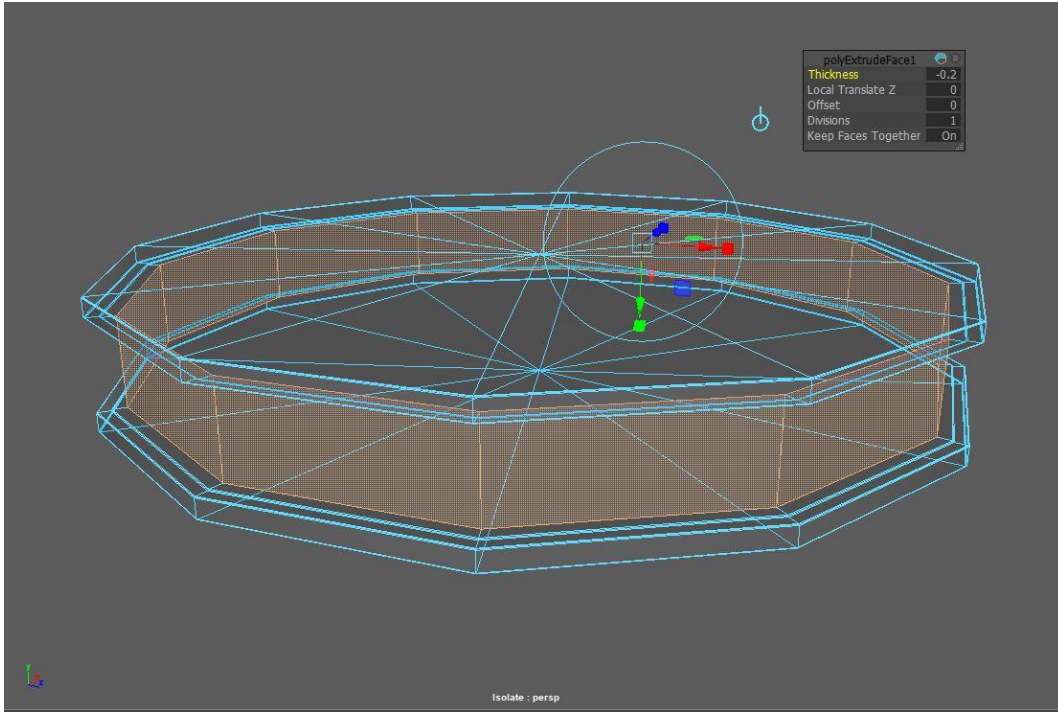 polyExtrudeFace1
Thickness -0.2
Local Translate Z 0
Offset 0
Divisions 1
Keep Faces Together On
y
z
Isolate : persp